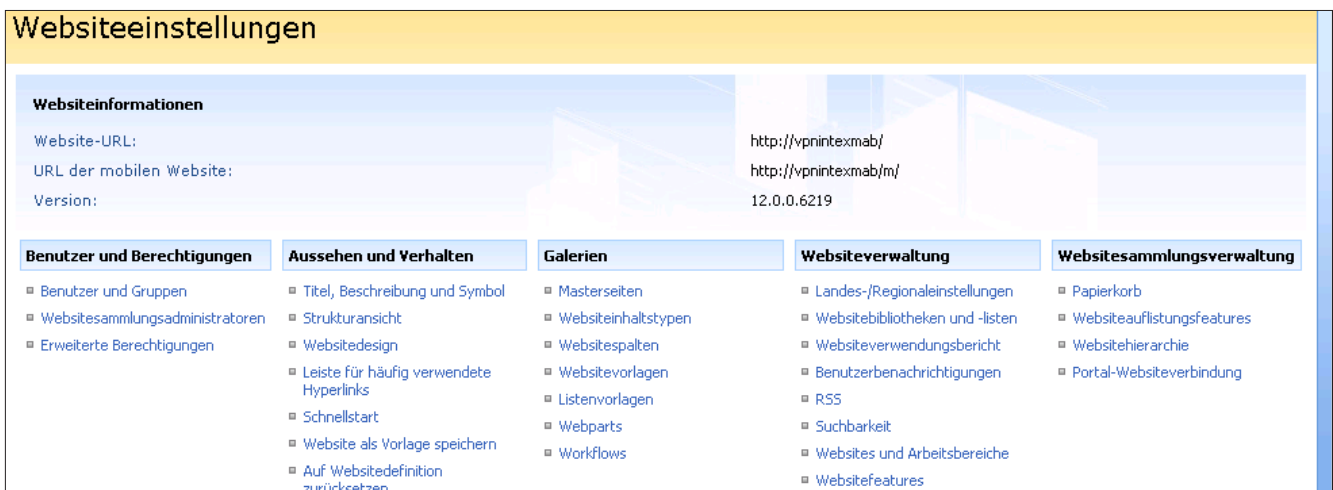 Websiteeinstellungen
Websiteinformationen
Website-URL: http://vpnintexmab/
URL der mobilen Website: http://vpnintexmab/m/
Version: 12.0.0.6219
Benutzer und Berechtigungen
Benutzer und Gruppen
Websitesammlungsadministratoren
Erweiterte Berechtigungen
Aussehen und Verhalten
Titel, Beschreibung und Symbol
Strukturansicht
Websitedesign
Leiste für häufig verwendete
Hyperlinks
Schnellstart
Website als Vorlage speichern
Auf Websitedefinition
zurücksetzen
Galerien
Masterseiten
Websiteinhaltstypen
Websitespalten
Websitevorlagen
Listenvorlagen
Webparts
Workflows
Websiteverwaltung
Landes-/Regionaleinstellungen
Websitebibliotheken und -listen
Websiteverwendungsbericht
Benutzerbenachrichtigungen
RSS
Suchbarkeit
Websites und Arbeitsbereiche
Websitefeatures
Websitesammlungsverwaltung
Papierkorb
Websiteauflistungsfeatures
Websitehierarchie
Portal-Websiteverbindung